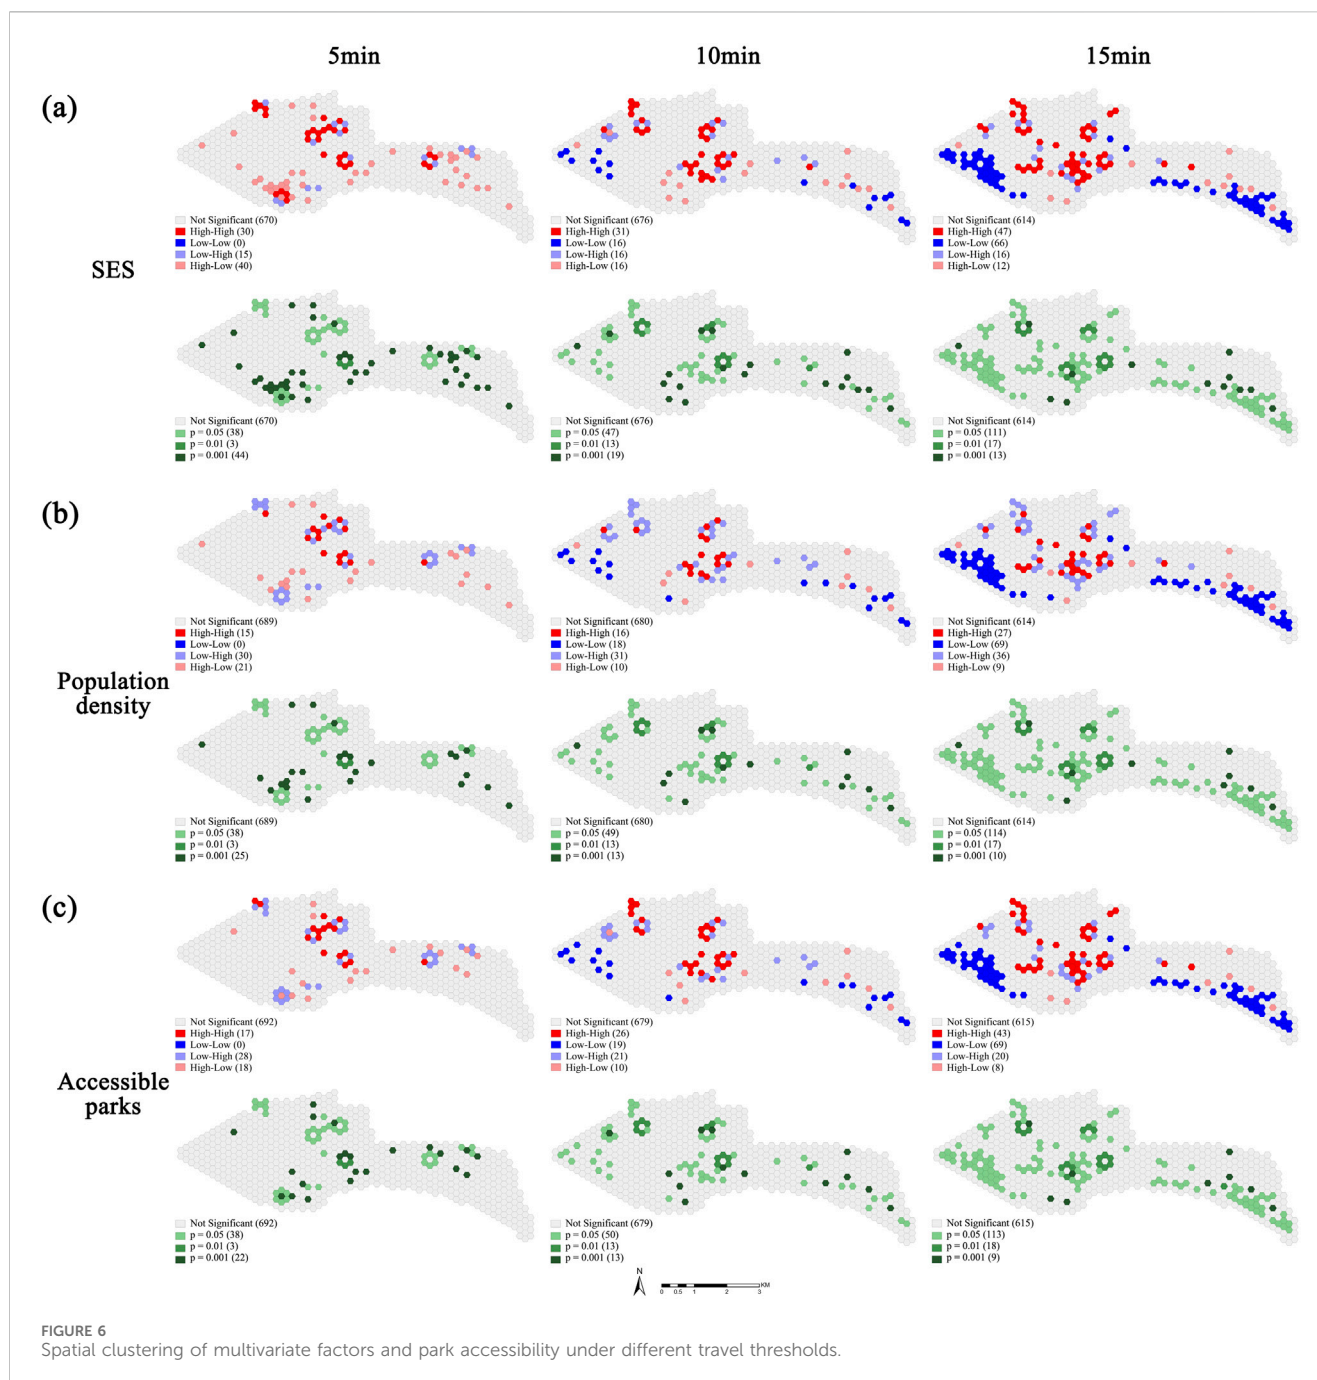 5min
10min
15min
(a)
SES
Not Significant (670)
High-High (30)
Low-Low (0)
Low-High (15)
High-Low (40)
Not Significant (676)
High-High (31)
Low-Low (16)
Low-High (16)
High-Low (16)
Not Significant (614)
High-High (47)
Low-Low (66)
Low-High (16)
High-Low (12)
Not Significant (670)
p = 0.05 (38)
p = 0.01 (3)
p = 0.001 (44)
Not Significant (676)
p = 0.05 (47)
p = 0.01 (13)
p = 0.001 (19)
Not Significant (614)
p = 0.05 (111)
p = 0.01 (17)
p = 0.001 (13)
(b)
Population
density
Not Significant (689)
High-High (15)
Low-Low (0)
Low-High (30)
High-Low (21)
Not Significant (680)
High-High (16)
Low-Low (18)
Low-High (31)
High-Low (10)
Not Significant (614)
High-High (27)
Low-Low (69)
Low-High (36)
High-Low (9)
Not Significant (689)
p = 0.05 (38)
p = 0.01 (3)
p = 0.001 (25)
Not Significant (680)
p = 0.05 (49)
p = 0.01 (13)
p = 0.001 (13)
Not Significant (614)
p = 0.05 (114)
p = 0.01 (17)
p = 0.001 (10)
(c)
Accessible
parks
Not Significant (692)
High-High (17)
Low-Low (0)
Low-High (28)
High-Low (18)
Not Significant (679)
High-High (26)
Low-Low (19)
Low-High (21)
High-Low (10)
Not Significant (615)
High-High (43)
Low-Low (69)
Low-High (20)
High-Low (8)
Not Significant (692)
p = 0.05 (38)
p = 0.01 (3)
p = 0.001 (22)
Not Significant (679)
p = 0.05 (50)
p = 0.01 (13)
p = 0.001 (13)
Not Significant (615)
p = 0.05 (113)
p = 0.01 (18)
p = 0.001 (9)
N
KM
0 0.5 1 2 3
FIGURE 6
Spatial clustering of multivariate factors and park accessibility under different travel thresholds.